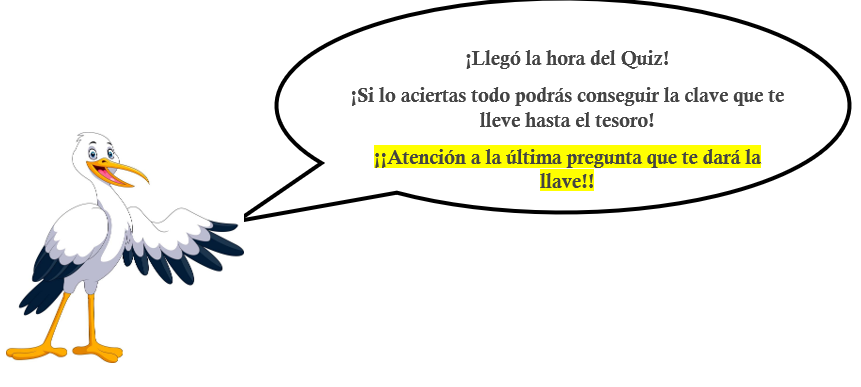 ¡Llegó la hora del Quiz!
¡Si lo aciertas todo podrás conseguir la clave que te
lleve hasta el tesoro!
¡¡Atención a la última pregunta que te dará la
llave!!